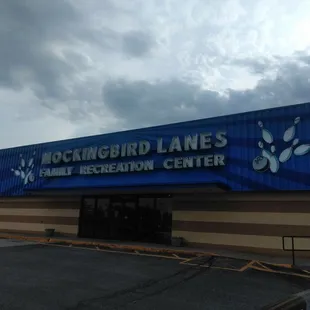 MOCKINGBIRD LANES
FAMILY RECREATION CENTER